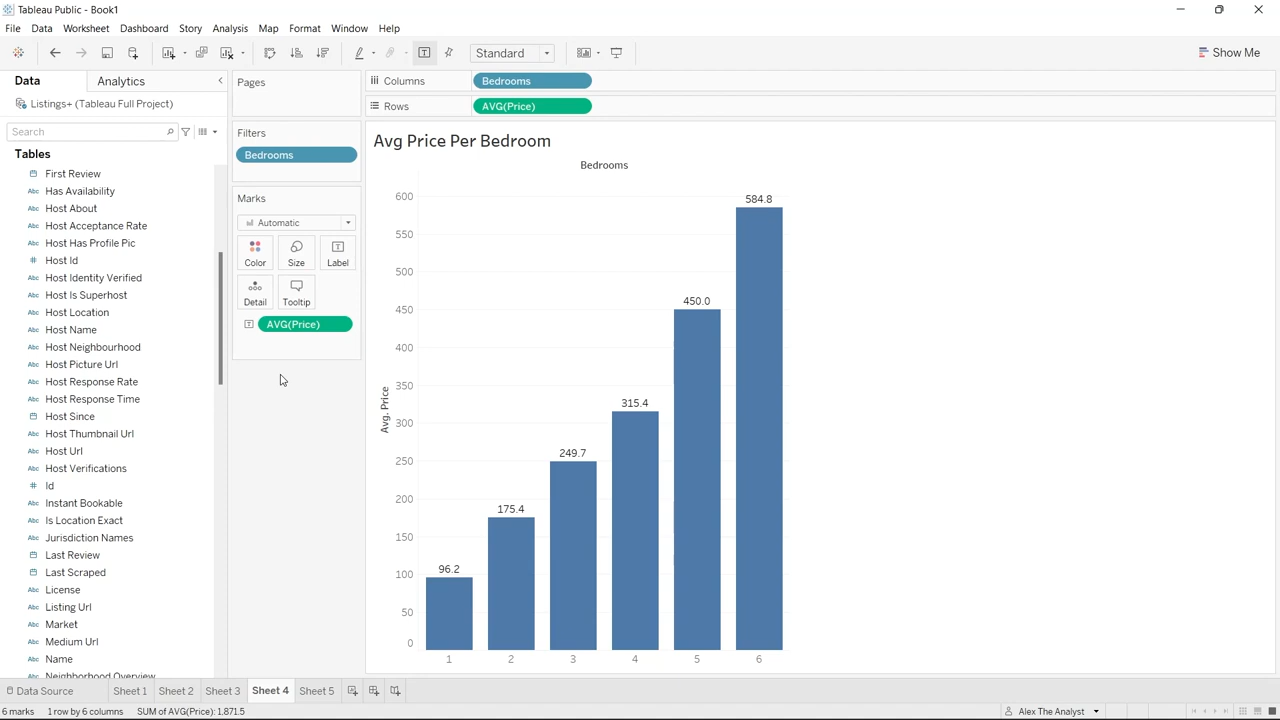 Tableau Public - Book1
File Data Worksheet Dashboard Story Analysis Map Format Window Help
Standard
Show Me
Data Analytics
Pages
Columns Bedrooms
Listings+ (Tableau Full Project)
Rows AVG(Price)
Search
Filters
Bedrooms
Tables
First Review
Has Availability
Host About
Host Acceptance Rate
Host Has Profile Pic
Host Id
Host Identity Verified
Host Is Superhost
Host Location
Host Name
Host Neighbourhood
Host Picture Url
Host Response Rate
Host Response Time
Host Since
Host Thumbnail Url
Host Url
Host Verifications
Id
Instant Bookable
Is Location Exact
Jurisdiction Names
Last Review
Last Scraped
License
Listing Url
Market
Medium Url
Name
Neighborhood Overview
Marks
Automatic
Color Size Label
Detail Tooltip
AVG(Price)
Avg Price Per Bedroom
Bedrooms
Avg. Price
600
550
500
450
400
350
300
250
200
150
100
50
0
96.2
175.4
249.7
315.4
450.0
584.8
1 2 3 4 5 6
Data Source Sheet 1 Sheet 2 Sheet 3 Sheet 4 Sheet 5
6 marks 1 row by 6 columns SUM of AVG(Price): 1,871.5
Alex The Analyst